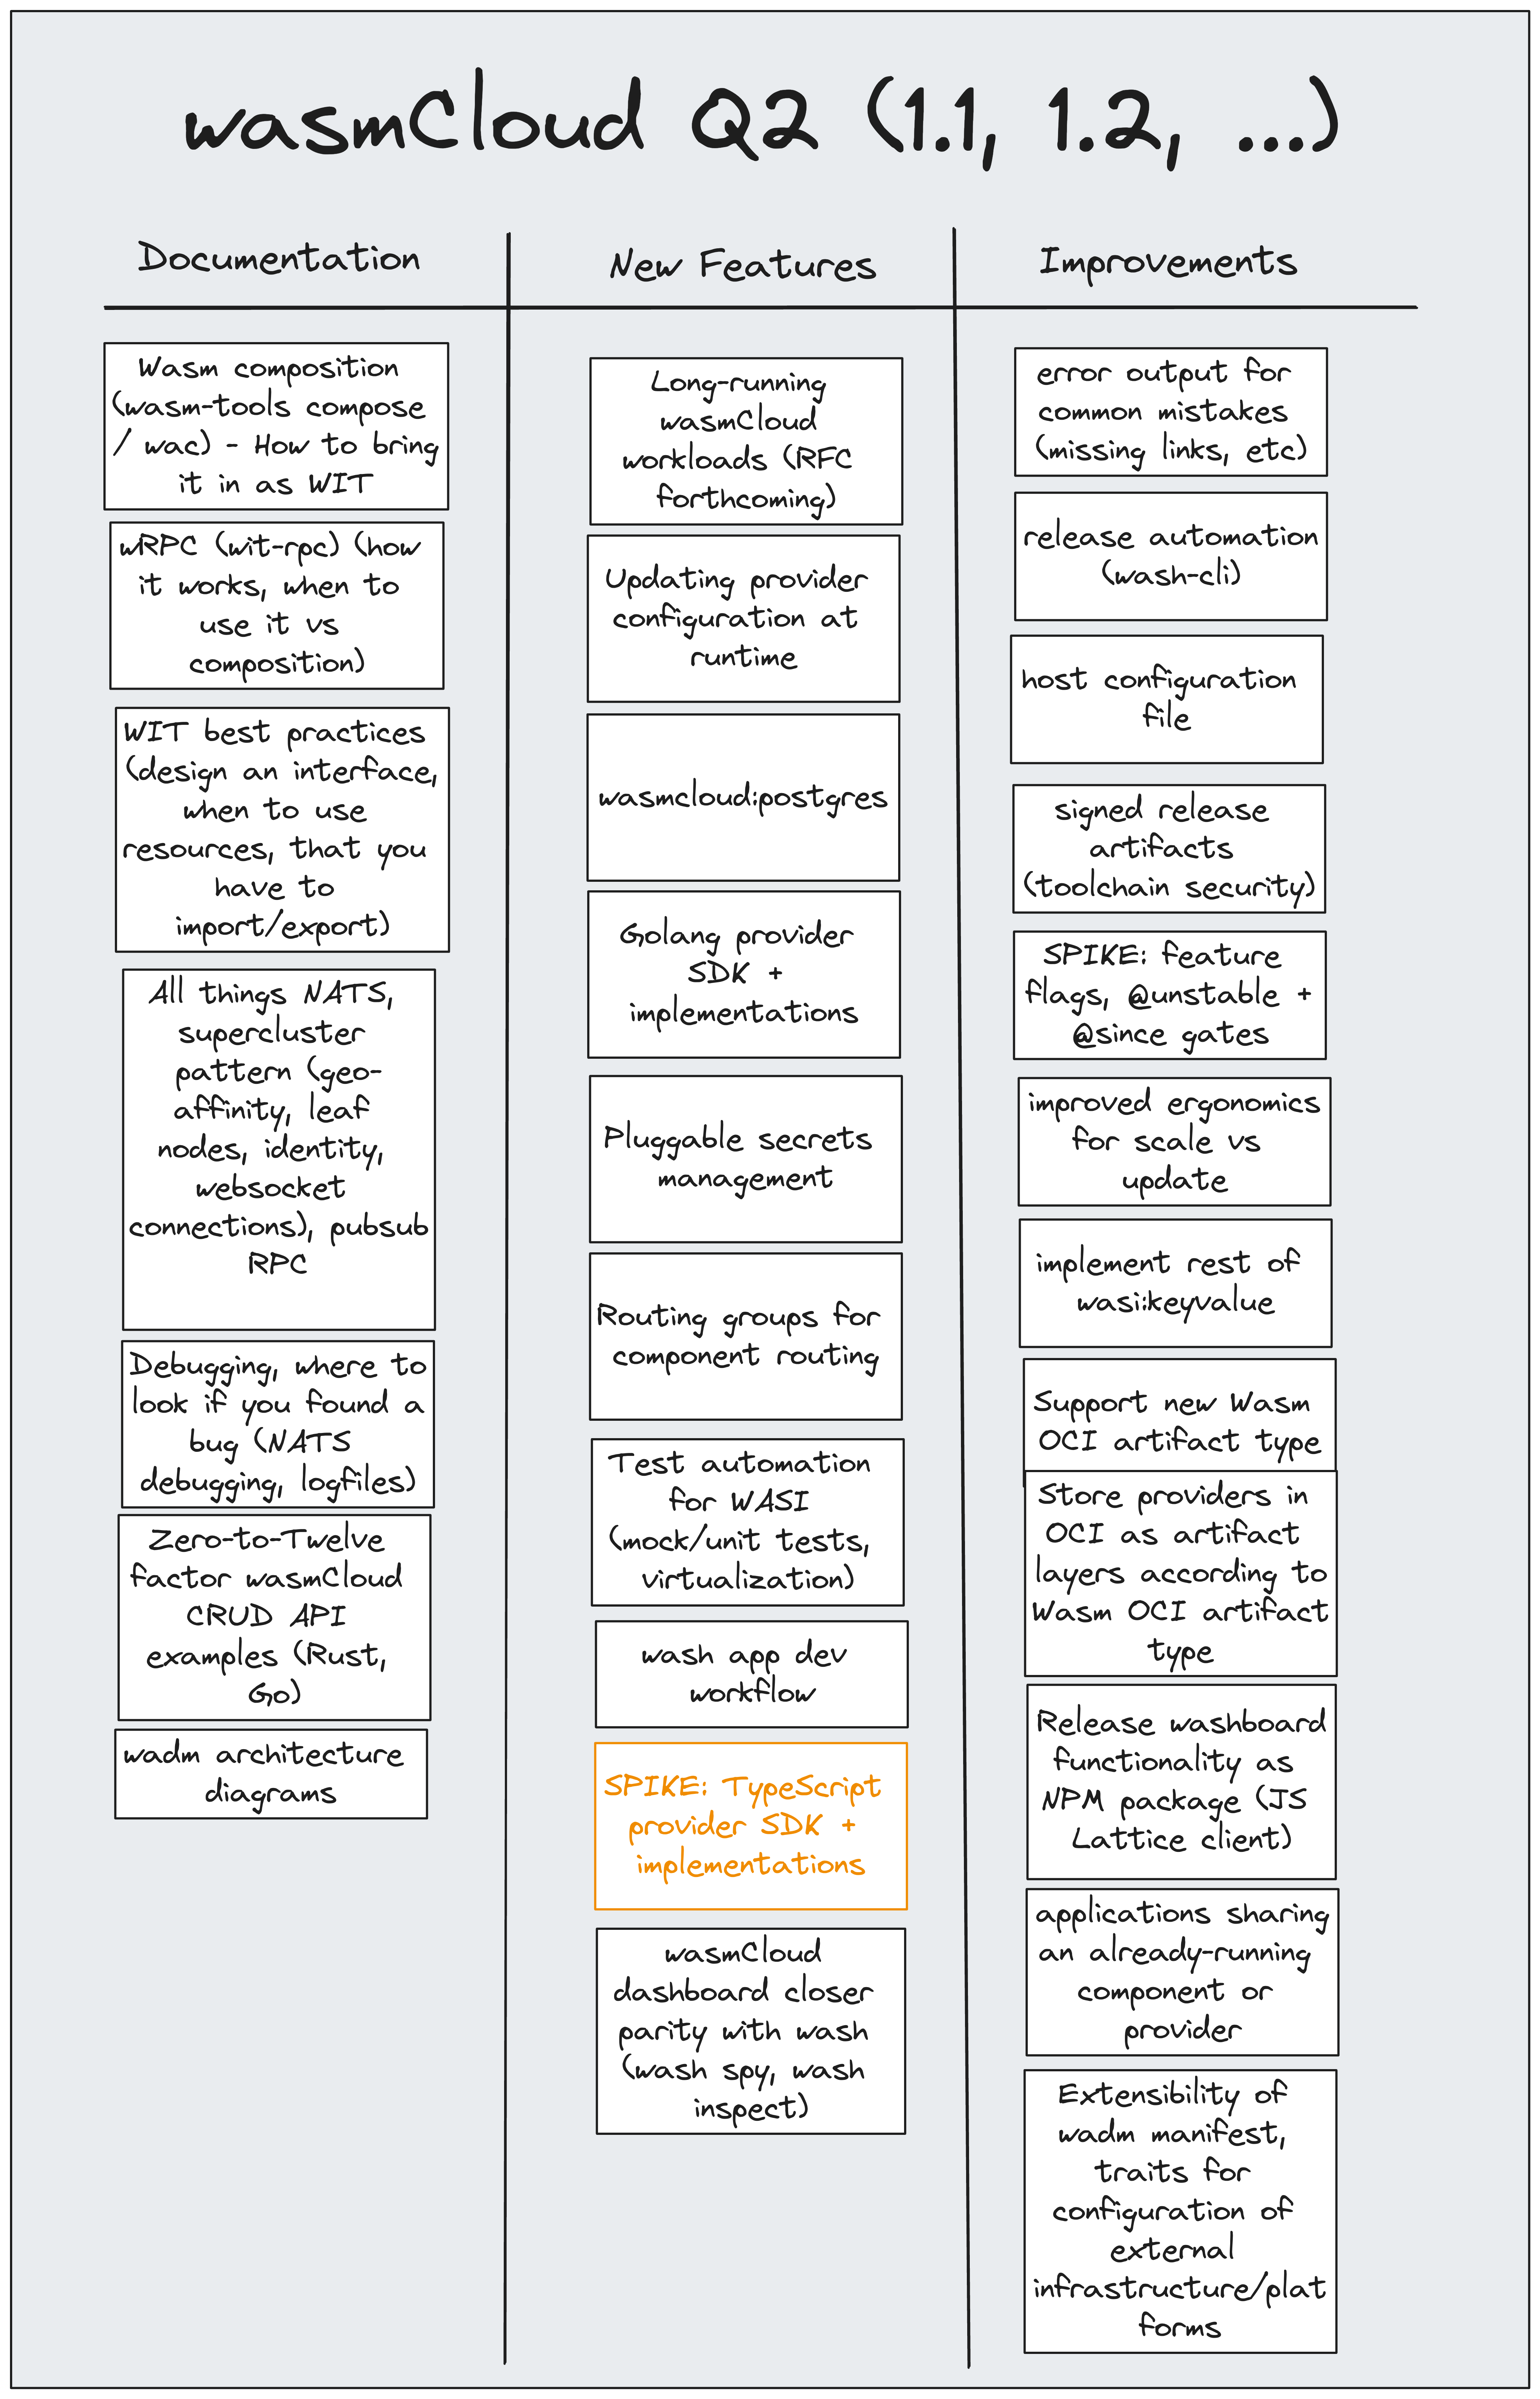 wasmCloud Q2 (1.1, 1.2, ...)
Documentation
Wasm composition
(wasm-tools compose
/ wac) - How to bring
it in as WIT
wRPC (wit-rpc) (how
it works, when to
use it vs
composition)
WIT best practices
(design an interface,
when to use
resources, that you
have to
import/export)
All things NATS,
supercluster
pattern (geo-
affinity, leaf
nodes, identity,
websocket
connections), pubsub
RPC
Debugging, where to
look if you found a
bug (NATS
debugging, logfiles)
Zero-to-Twelve
factor wasmCloud
CRUD API
examples (Rust,
Go)
wadm architecture
diagrams
New Features
Long-running
wasmCloud
workloads (RFC
forthcoming)
Updating provider
configuration at
runtime
wasmcloud:postgres
Golang provider
SDK +
implementations
Pluggable secrets
management
Routing groups for
component routing
Test automation
for WASI
(mock/unit tests,
virtualization)
wash app dev
workflow
SPIKE: TypeScript
provider SDK +
implementations
wasmCloud
dashboard closer
parity with wash
(wash spy, wash
inspect)
Improvements
error output for
common mistakes
(missing links, etc)
release automation
(wash-cli)
host configuration
file
signed release
artifacts
(toolchain security)
SPIKE: feature
flags, @unstable +
@since gates
improved ergonomics
for scale vs
update
implement rest of
wasi:keyvalue
Support new Wasm
OCI artifact type
Store providers in
OCI as artifact
layers according to
Wasm OCI artifact
type
Release washboard
functionality as
NPM package (JS
Lattice client)
applications sharing
an already-running
component or
provider
Extensibility of
wadm manifest,
traits for
configuration of
external
infrastructure/plat
forms